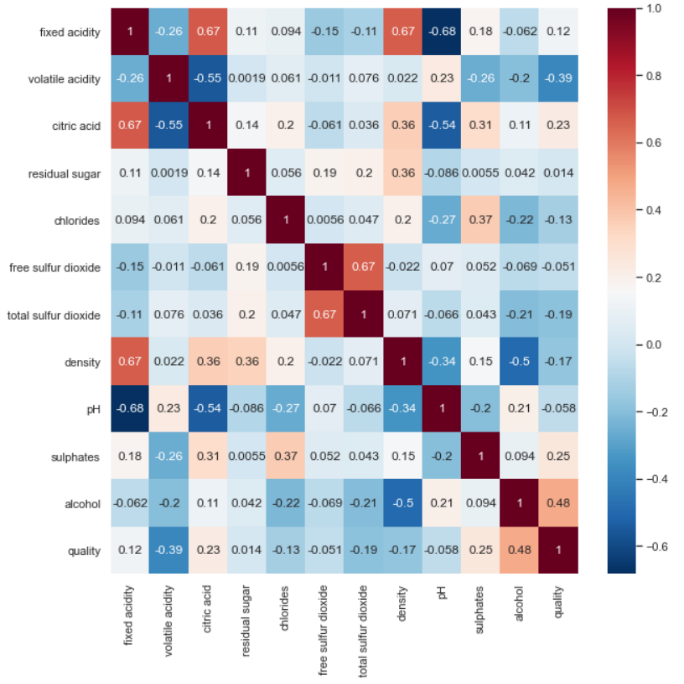 fixed acidity 1 -0.26 0.67 0.11 0.094 -0.15 -0.11 0.67 -0.68 0.18 -0.062 0.12
volatile acidity -0.26 1 -0.55 0.0019 0.061 -0.011 0.076 0.022 0.23 -0.26 -0.2 -0.39
citric acid 0.67 -0.55 1 0.14 0.2 -0.061 0.036 0.36 -0.54 0.31 0.11 0.23
residual sugar 0.11 0.0019 0.14 1 0.056 0.19 0.2 0.36 -0.086 0.0055 0.042 0.014
chlorides 0.094 0.061 0.2 0.056 1 0.0056 0.047 0.2 -0.27 0.37 -0.22 -0.13
free sulfur dioxide -0.15 -0.011 -0.061 0.19 0.0056 1 0.67 -0.022 0.07 0.052 -0.069 -0.051
total sulfur dioxide -0.11 0.076 0.036 0.2 0.047 0.67 1 0.071 -0.066 0.043 -0.21 -0.19
density 0.67 0.022 0.36 0.36 0.2 -0.022 0.071 1 -0.34 0.15 -0.5 -0.17
pH -0.68 0.23 -0.54 -0.086 -0.27 0.07 -0.066 -0.34 1 -0.2 0.21 -0.058
sulphates 0.18 -0.26 0.31 0.0055 0.37 0.052 0.043 0.15 -0.2 1 0.094 0.25
alcohol -0.062 -0.2 0.11 0.042 -0.22 -0.069 -0.21 -0.5 0.21 0.094 1 0.48
quality 0.12 -0.39 0.23 0.014 -0.13 -0.051 -0.19 -0.17 -0.058 0.25 0.48 1
fixed acidity
volatile acidity
citric acid
residual sugar
chlorides
free sulfur dioxide
total sulfur dioxide
density
pH
sulphates
alcohol
quality
1.0
0.8
0.6
0.4
0.2
0.0
−0.2
−0.4
−0.6